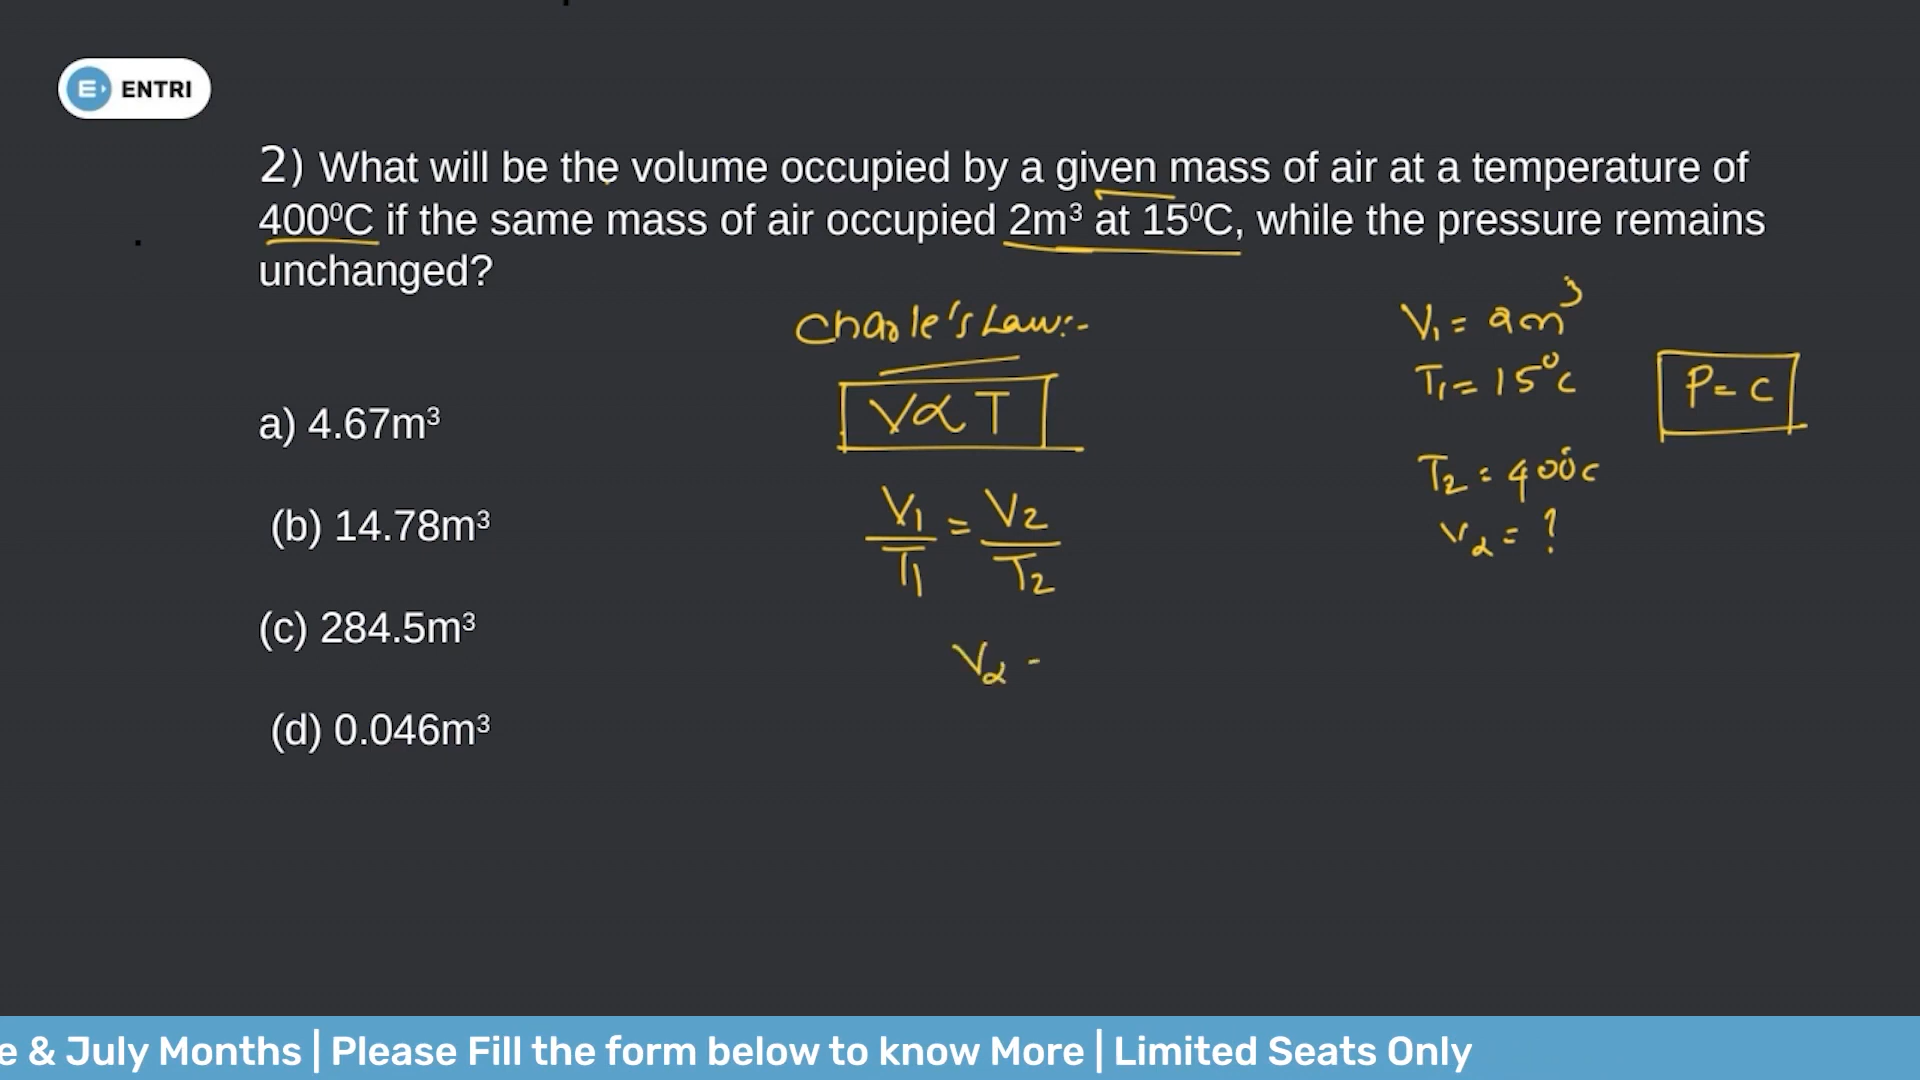 ENTRI
2) What will be the volume occupied by a given mass of air at a temperature of
400⁰C if the same mass of air occupied 2m³ at 15⁰C, while the pressure remains
unchanged?
a) 4.67m³
(b) 14.78m³
(c) 284.5m³
(d) 0.046m³
Charle's Law:-
V∝T
V₁/T₁ = V₂/T₂
V₂ -
V₁ = 2m³
T₁ = 15°c
P = C
T₂ = 400°c
V₂ = ?
e & July Months | Please Fill the form below to know More | Limited Seats Only